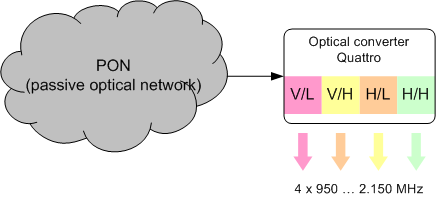 PON
(passive optical network)
Optical converter
Quattro
V/L V/H H/L H/H
4 x 950 ... 2.150 MHz